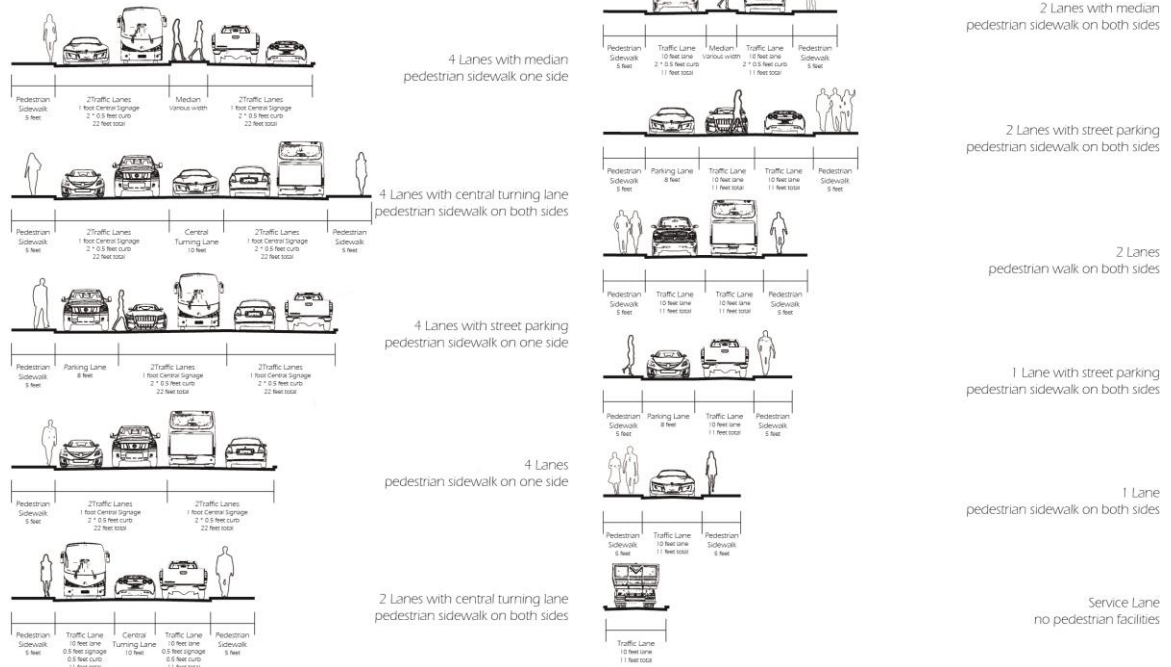 4 Lanes with median
pedestrian sidewalk one side
Pedestrian
Sidewalk
5 feet
2Traffic Lanes
1 foot Central Signage
2 * 0.5 feet curb
22 feet total
Median
Various width
2Traffic Lanes
1 foot Central Signage
2 * 0.5 feet curb
22 feet total
4 Lanes with central turning lane
pedestrian sidewalk on both sides
Pedestrian
Sidewalk
5 feet
2Traffic Lanes
1 foot Central Signage
2 * 0.5 feet curb
22 feet total
Central
Turning Lane
10 feet
2Traffic Lanes
1 foot Central Signage
2 * 0.5 feet curb
22 feet total
Pedestrian
Sidewalk
5 feet
4 Lanes with street parking
pedestrian sidewalk on one side
Pedestrian
Sidewalk
5 feet
Parking Lane
8 feet
2Traffic Lanes
1 foot Central Signage
2 * 0.5 feet curb
22 feet total
2Traffic Lanes
1 foot Central Signage
2 * 0.5 feet curb
22 feet total
4 Lanes
pedestrian sidewalk on one side
Pedestrian
Sidewalk
5 feet
2Traffic Lanes
1 foot Central Signage
2 * 0.5 feet curb
22 feet total
2Traffic Lanes
1 foot Central Signage
2 * 0.5 feet curb
22 feet total
2 Lanes with central turning lane
pedestrian sidewalk on both sides
Pedestrian
Sidewalk
5 feet
Traffic Lane
10 feet lane
0.5 feet signage
0.5 feet curb
11 feet total
Central
Turning Lane
10 feet
Traffic Lane
10 feet lane
0.5 feet signage
0.5 feet curb
11 feet total
Pedestrian
Sidewalk
5 feet
2 Lanes with median
pedestrian sidewalk on both sides
Pedestrian
Sidewalk
5 feet
Traffic Lane
10 feet lane
2 * 0.5 feet curb
11 feet total
Median
Various width
Traffic Lane
10 feet lane
2 * 0.5 feet curb
11 feet total
Pedestrian
Sidewalk
5 feet
2 Lanes with street parking
pedestrian sidewalk on both sides
Pedestrian
Sidewalk
5 feet
Parking Lane
8 feet
Traffic Lane
10 feet lane
11 feet total
Traffic Lane
10 feet lane
11 feet total
Pedestrian
Sidewalk
5 feet
2 Lanes
pedestrian walk on both sides
Pedestrian
Sidewalk
5 feet
Traffic Lane
10 feet lane
11 feet total
Traffic Lane
10 feet lane
11 feet total
Pedestrian
Sidewalk
5 feet
1 Lane with street parking
pedestrian sidewalk on both sides
Pedestrian
Sidewalk
5 feet
Parking Lane
8 feet
Traffic Lane
10 feet lane
11 feet total
Pedestrian
Sidewalk
5 feet
1 Lane
pedestrian sidewalk on both sides
Pedestrian
Sidewalk
5 feet
Traffic Lane
10 feet lane
11 feet total
Pedestrian
Sidewalk
5 feet
Service Lane
no pedestrian facilities
Traffic Lane
10 feet lane
11 feet total